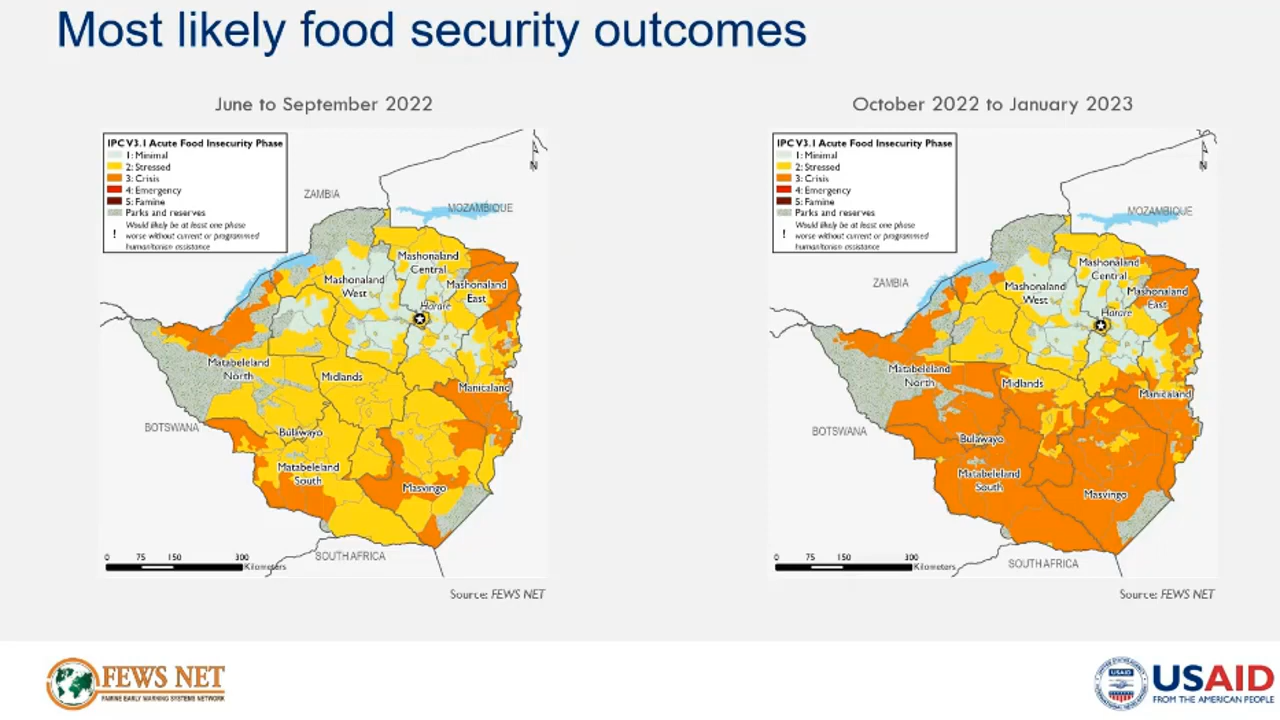 Most likely food security outcomes
June to September 2022
IPC V3.1 Acute Food Insecurity Phase
1: Minimal
2: Stressed
3: Crisis
4: Emergency
5: Famine
Parks and reserves
Would likely be at least one phase
! worse without current or programmed
humanitarian assistance
N
ZAMBIA
MOZAMBIQUE
Mashonaland
Central
Mashonaland
West
Mashonaland
East
Harare
Matabeleland
North
Midlands
Manicaland
BOTSWANA
Bulawayo
Matabeleland
South
Masvingo
SOUTH AFRICA
0 75 150 300
Kilometers
Source: FEWS NET
October 2022 to January 2023
IPC V3.1 Acute Food Insecurity Phase
1: Minimal
2: Stressed
3: Crisis
4: Emergency
5: Famine
Parks and reserves
Would likely be at least one phase
! worse without current or programmed
humanitarian assistance
N
MOZAMBIQUE
ZAMBIA
Mashonaland
Central
Mashonaland
West
Mashonaland
East
Harare
Matabeleland
North
Midlands
Manicaland
BOTSWANA
Bulawayo
Matabeleland
South
Masvingo
SOUTH AFRICA
0 75 150 300
Kilometers
Source: FEWS NET
FEWS NET
FAMINE EARLY WARNING SYSTEMS NETWORK
USAID
FROM THE AMERICAN PEOPLE